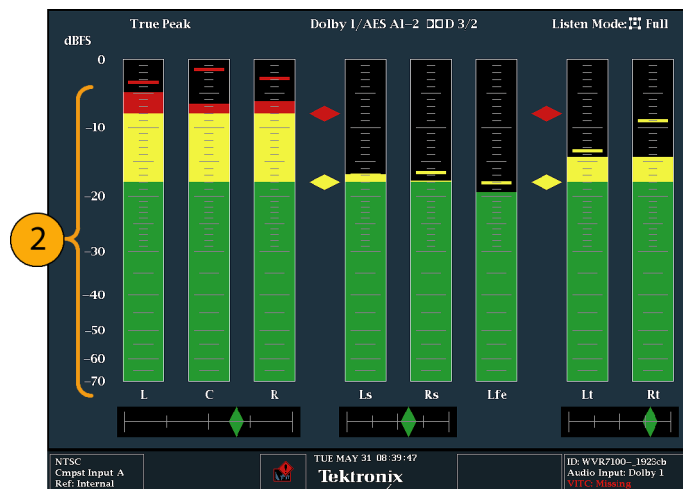 True Peak Dolby 1/AES A1-2 D 3/2 Listen Mode: Full
dBFS
0
-10
-20
2
-30
-40
-50
-60
-70
L C R Ls Rs Lfe Lt Rt
NTSC
Cmpst Input A
Ref: Internal
TUE MAY 31 08:39:47
Tektronix
ID: WVR7100-_1923cb
Audio Input: Dolby 1
VITC: Missing